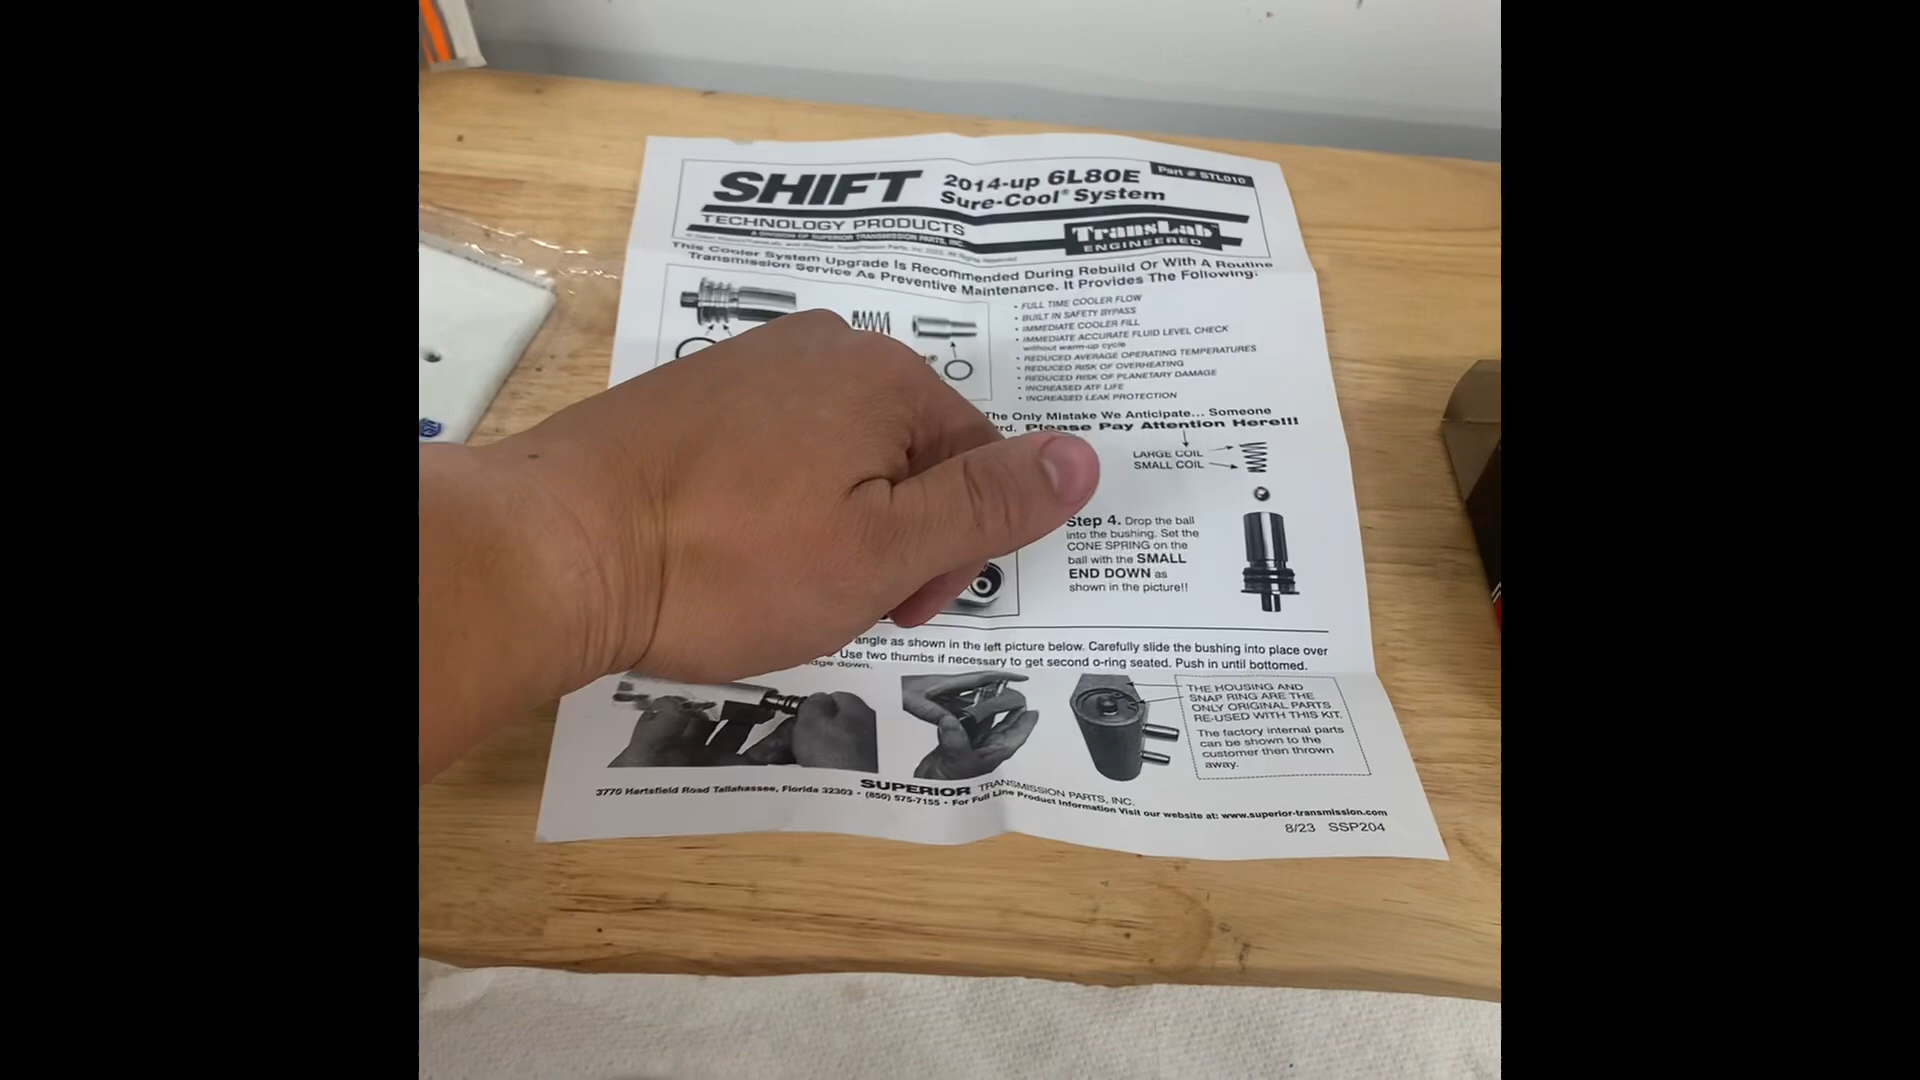 SHIFT
TECHNOLOGY PRODUCTS
A DIVISION OF SUPERIOR TRANSMISSION PARTS, INC.
2014-up 6L80E
Sure-Cool® System
Part # STL010
TransLab™
ENGINEERED
This Cooler System Upgrade Is Recommended During Rebuild Or With A Routine
Transmission Service As Preventive Maintenance. It Provides The Following:
• FULL TIME COOLER FLOW
• BUILT IN SAFETY BYPASS
• IMMEDIATE COOLER FILL
• IMMEDIATE ACCURATE FLUID LEVEL CHECK
without warm-up cycle
• REDUCED AVERAGE OPERATING TEMPERATURES
• REDUCED RISK OF OVERHEATING
• REDUCED RISK OF PLANETARY DAMAGE
• INCREASED ATF LIFE
• INCREASED LEAK PROTECTION
The Only Mistake We Anticipate... Someone
Please Pay Attention Here!!!
LARGE COIL
SMALL COIL
Step 4. Drop the ball
into the bushing. Set the
CONE SPRING on the
ball with the SMALL
END DOWN as
shown in the picture!!
angle as shown in the left picture below. Carefully slide the bushing into place over
Use two thumbs if necessary to get second o-ring seated. Push in until bottomed.
down.
THE HOUSING AND
SNAP RING ARE THE
ONLY ORIGINAL PARTS
RE-USED WITH THIS KIT.
The factory internal parts
can be shown to the
customer then thrown
away.
SUPERIOR TRANSMISSION PARTS, INC.
3770 Hartsfield Road Tallahassee, Florida 32303 • (850) 575-7155 • For Full Line Product Information Visit our website at: www.superior-transmission.com
8/23 SSP204